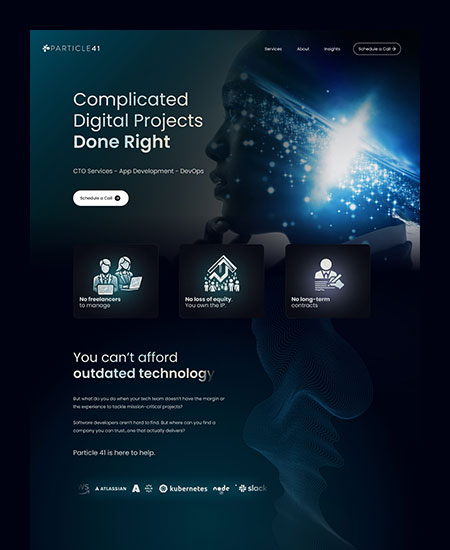 PARTICLE41
Services
About
Insights
Schedule a Call
Complicated
Digital Projects
Done Right
CTO Services - App Development - DevOps
Schedule a Call
No freelancers
to manage
No loss of equity.
You own the IP.
No long-term
contracts
You can't afford
outdated technology
But what do you do when your tech team doesn't have the margin or
the experience to tackle mission-critical projects?
Software developers aren't hard to find. But where can you find a
company you can trust...one that actually delivers?
Particle 41 is here to help.
ATLASSIAN
kubernetes
node
slack